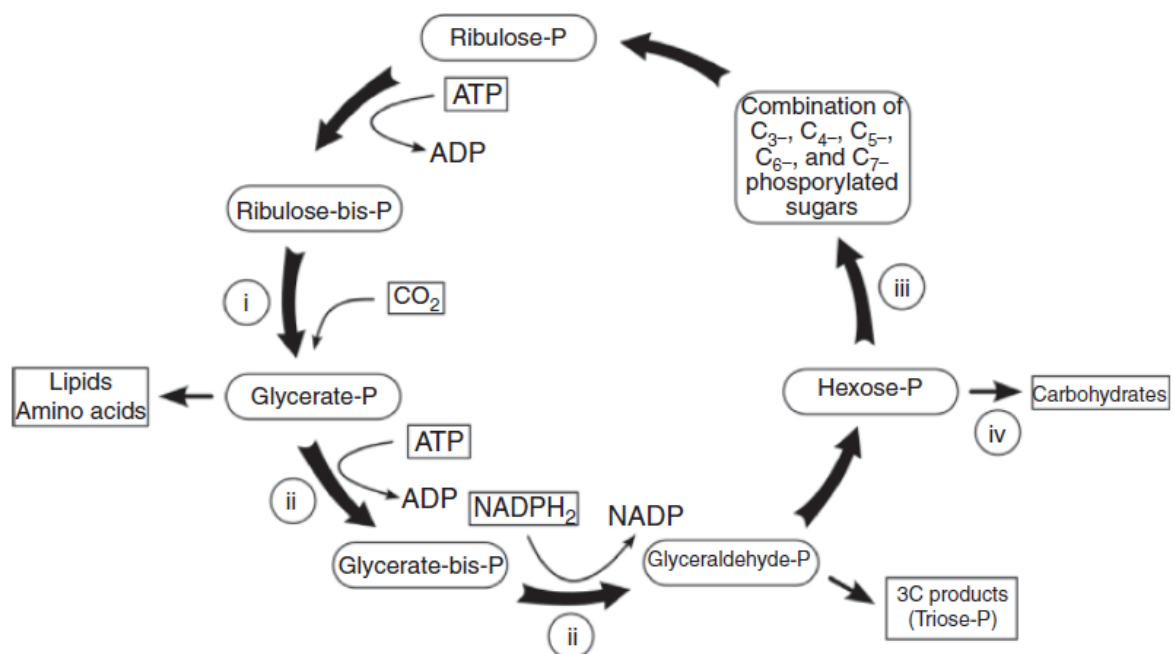 Ribulose-P
ATP
ADP
Combination of
C3–, C4–, C5–,
C6–, and C7–
phosporylated
sugars
Ribulose-bis-P
i
CO2
iii
Lipids
Amino acids
Glycerate-P
Hexose-P
Carbohydrates
iv
ATP
ii
ADP
NADPH2
NADP
Glycerate-bis-P
Glyceraldehyde-P
3C products
(Triose-P)
ii